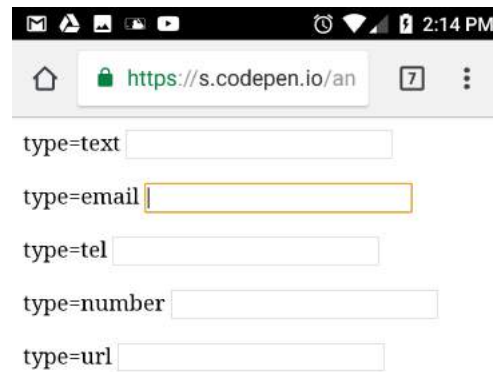 2:14 PM
https://s.codepen.io/an
7
type=text
type=email
type=tel
type=number
type=url